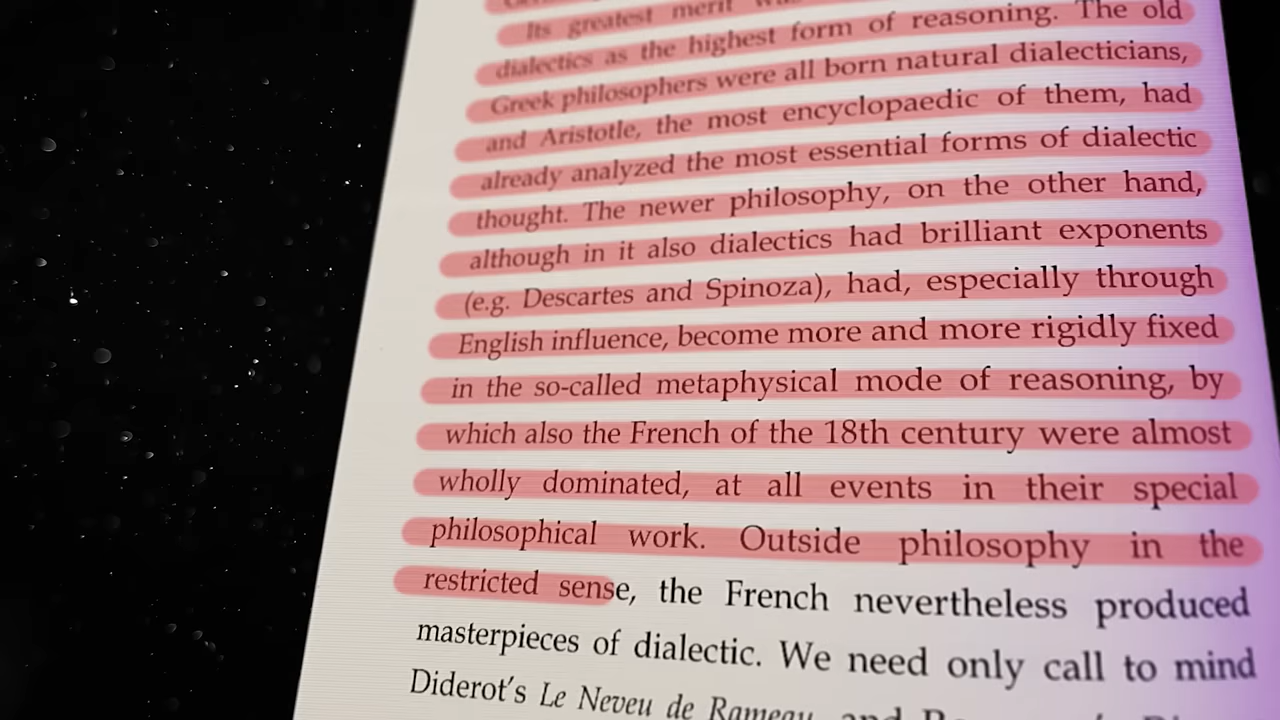 Its greatest merit
dialectics as the highest form of reasoning. The old
Greek philosophers were all born natural dialecticians,
and Aristotle, the most encyclopaedic of them, had
already analyzed the most essential forms of dialectic
thought. The newer philosophy, on the other hand,
although in it also dialectics had brilliant exponents
(e.g. Descartes and Spinoza), had, especially through
English influence, become more and more rigidly fixed
in the so-called metaphysical mode of reasoning, by
which also the French of the 18th century were almost
wholly dominated, at all events in their special
philosophical work. Outside philosophy in the
restricted sense, the French nevertheless produced
masterpieces of dialectic. We need only call to mind
Diderot's Le Neveu de Rameau, and